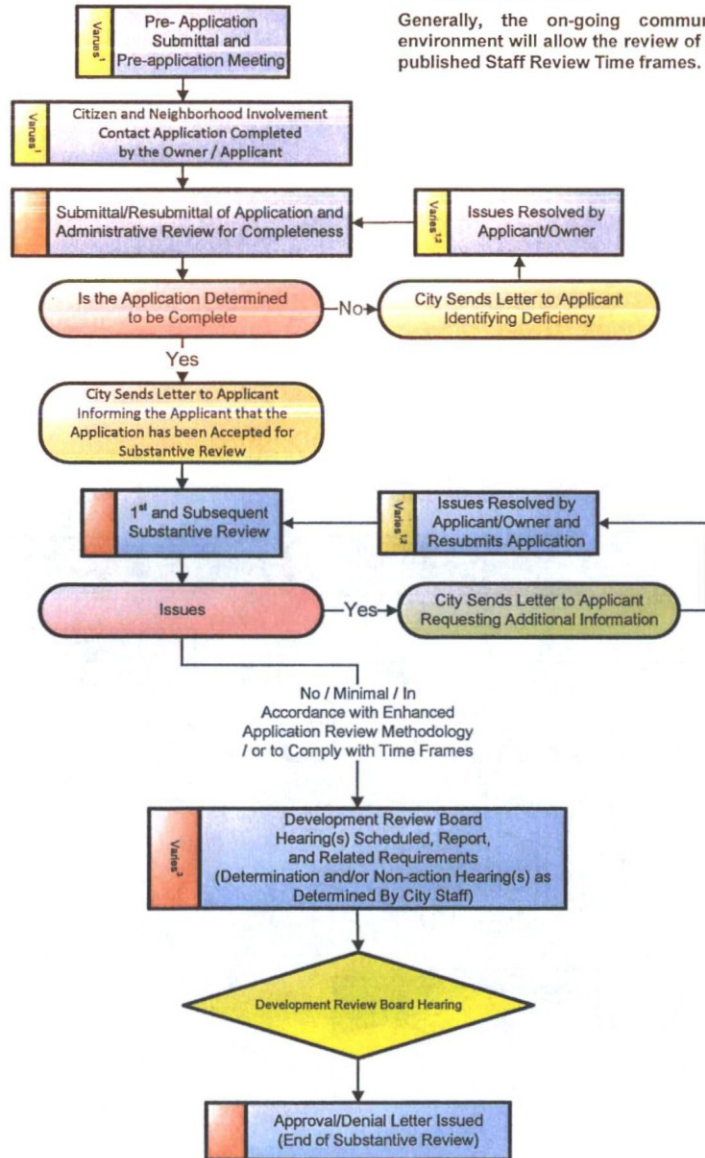 Pre- Application
Submittal and
Pre-application Meeting
Varues¹
Generally, the on-going
environment will allow the review of
published Staff Review Time frames.
Citizen and Neighborhood Involvement
Contact Application Completed
by the Owner / Applicant
Varues¹
Submittal/Resubmittal of Application and
Administrative Review for Completeness
Varies¹,²
Issues Resolved by
Applicant/Owner
Is the Application Determined
to be Complete
No
City Sends Letter to Applicant
Identifying Deficiency
Yes
City Sends Letter to Applicant
Informing the Applicant that the
Application has been Accepted for
Substantive Review
1st and Subsequent
Substantive Review
Varies¹,²
Issues Resolved by
Applicant/Owner and
Resubmits Application
Issues
Yes
City Sends Letter to Applicant
Requesting Additional Information
No / Minimal / In
Accordance with Enhanced
Application Review Methodology
/ or to Comply with Time Frames
Varies³
Development Review Board
Hearing(s) Scheduled, Report,
and Related Requirements
(Determination and/or Non-action Hearing(s) as
Determined By City Staff)
Development Review Board Hearing
Approval/Denial Letter Issued
(End of Substantive Review)